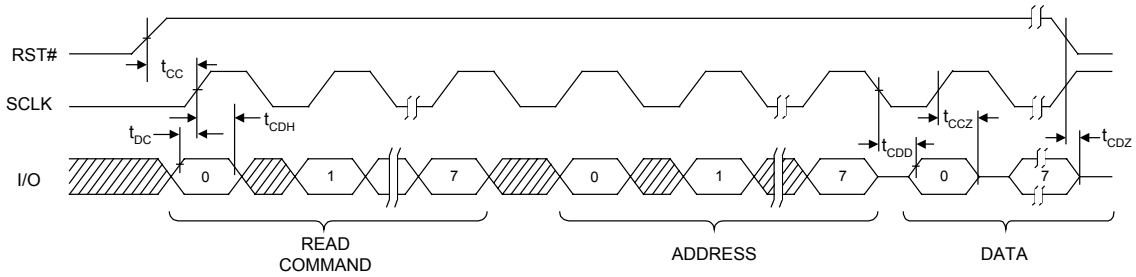 RST#
t_CC
SCLK
t_DC
t_CDH
t_CCZ
t_CDD
t_CDZ
I/O
0 1 7 0 1 7 0 7
READ
COMMAND
ADDRESS
DATA